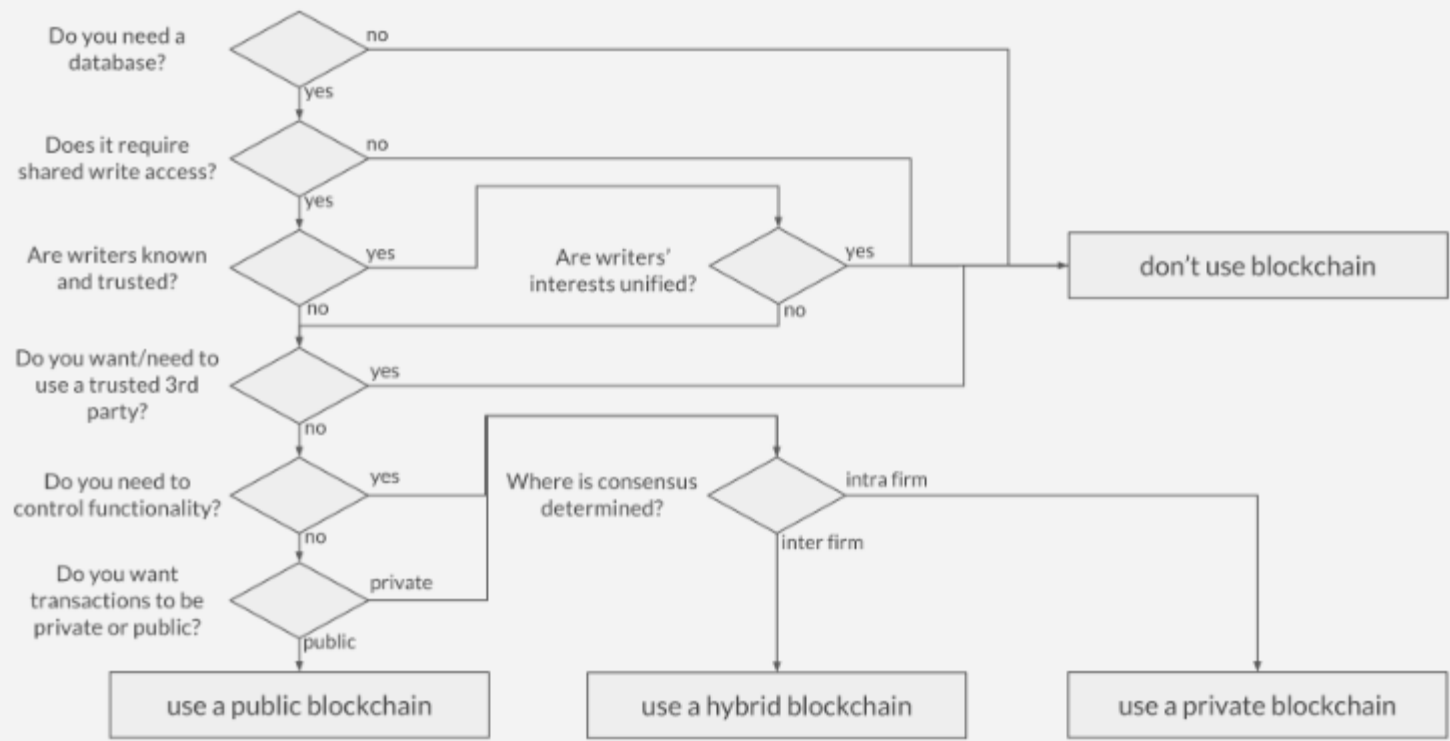 Do you need a
database?
no
yes
Does it require
shared write access?
no
yes
Are writers known
and trusted?
yes
no
Are writers’
interests unified?
yes
no
don’t use blockchain
Do you want/need to
use a trusted 3rd
party?
yes
no
Do you need to
control functionality?
yes
no
Where is consensus
determined?
intra firm
inter firm
Do you want
transactions to be
private or public?
private
public
use a public blockchain
use a hybrid blockchain
use a private blockchain